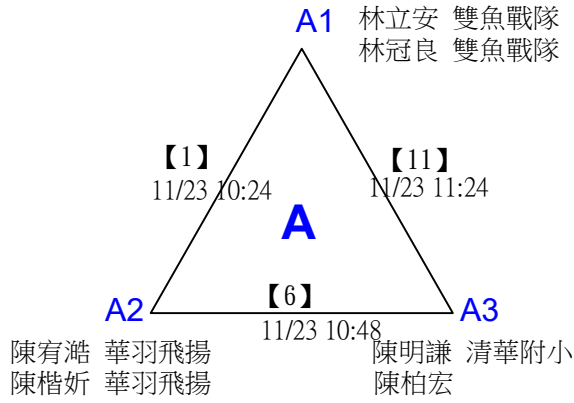 A1 林立安 雙魚戰隊
林冠良 雙魚戰隊
【1】
11/23 10:24
【11】
11/23 11:24
A
【6】
11/23 10:48
A2
A3
陳宥澔 華羽飛揚
陳楷妡 華羽飛揚
陳明謙 清華附小
陳柏宏